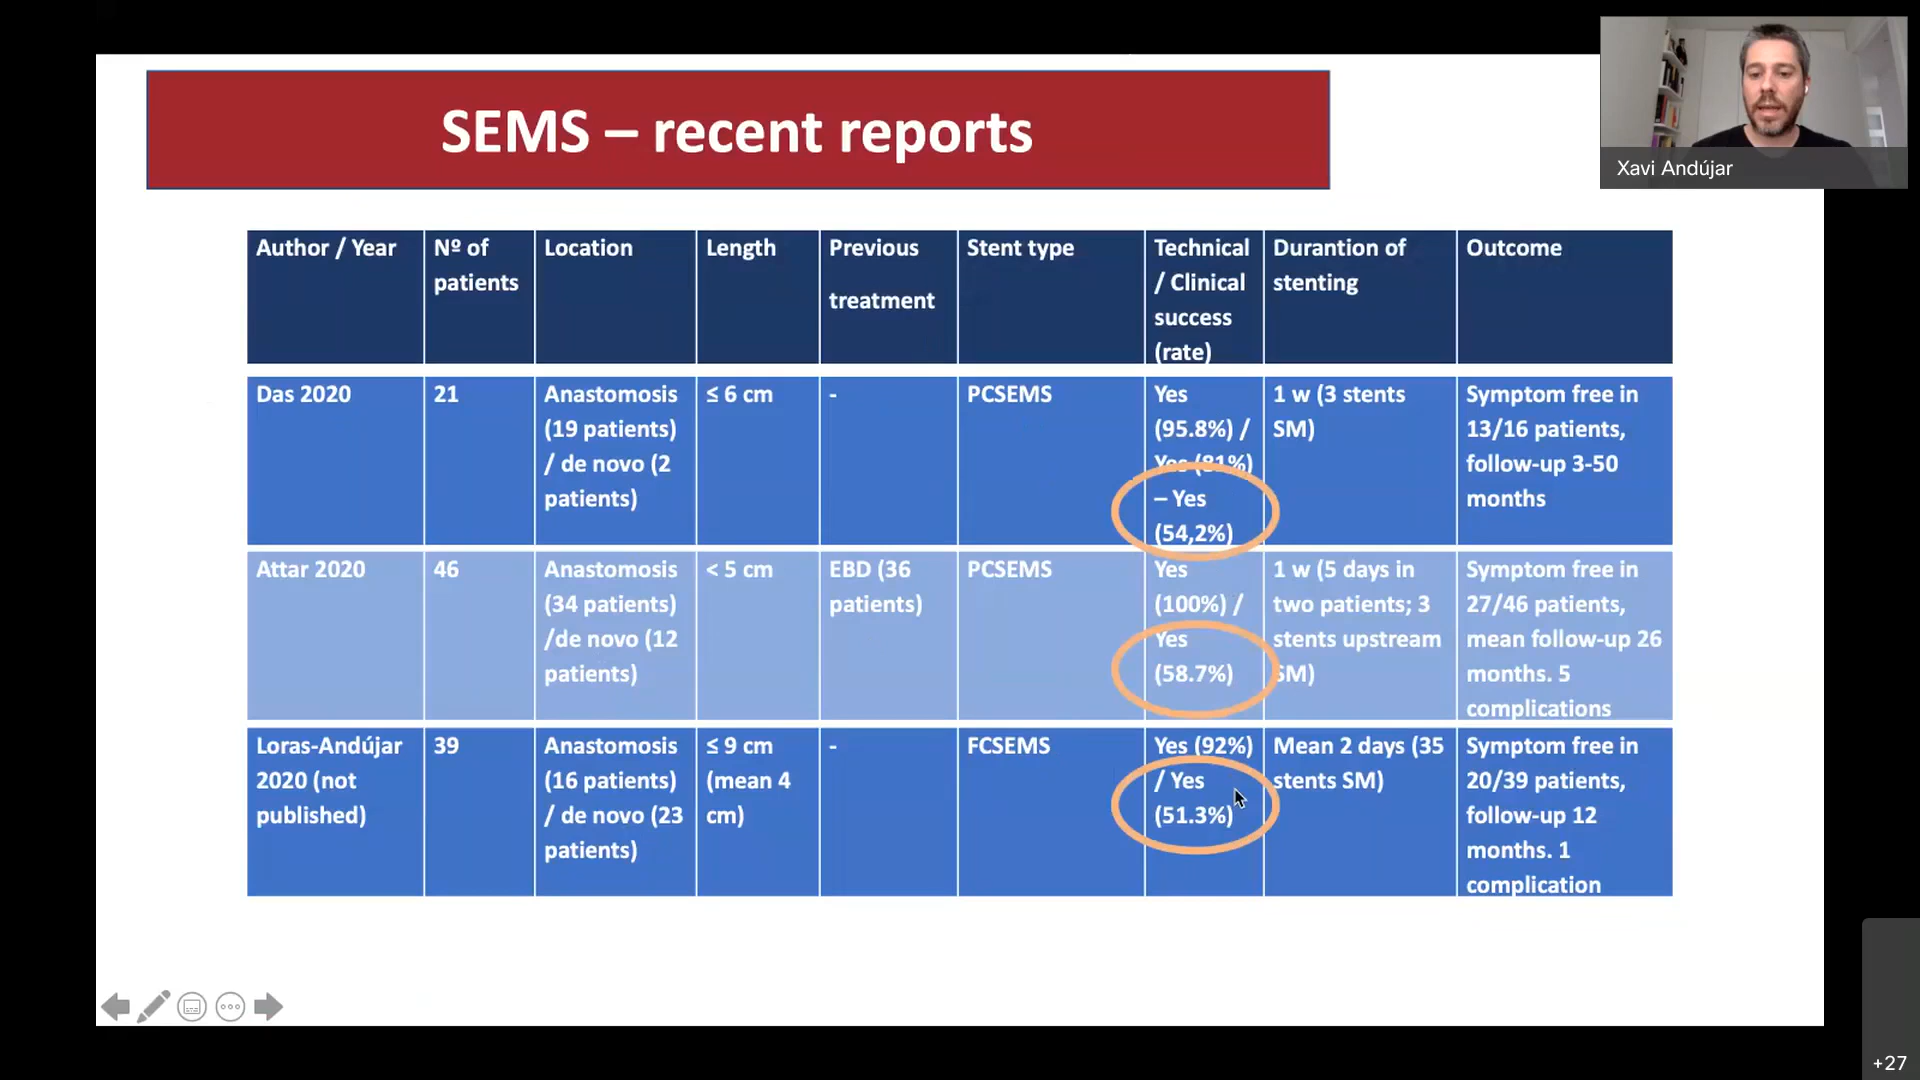 SEMS – recent reports
Xavi Andújar
Author / Year
Nº of
patients
Location
Length
Previous
treatment
Stent type
Technical
/ Clinical
success
(rate)
Durantion of
stenting
Outcome
Das 2020
21
Anastomosis
(19 patients)
/ de novo (2
patients)
≤ 6 cm
-
PCSEMS
Yes
(95.8%) /
Yes (81%)
– Yes
(54,2%)
1 w (3 stents
SM)
Symptom free in
13/16 patients,
follow-up 3-50
months
Attar 2020
46
Anastomosis
(34 patients)
/de novo (12
patients)
< 5 cm
EBD (36
patients)
PCSEMS
Yes
(100%) /
Yes
(58.7%)
1 w (5 days in
two patients; 3
stents upstream
SM)
Symptom free in
27/46 patients,
mean follow-up 26
months. 5
complications
Loras-Andújar
2020 (not
published)
39
Anastomosis
(16 patients)
/ de novo (23
patients)
≤ 9 cm
(mean 4
cm)
-
FCSEMS
Yes (92%)
/ Yes
(51.3%)
Mean 2 days (35
stents SM)
Symptom free in
20/39 patients,
follow-up 12
months. 1
complication
+27